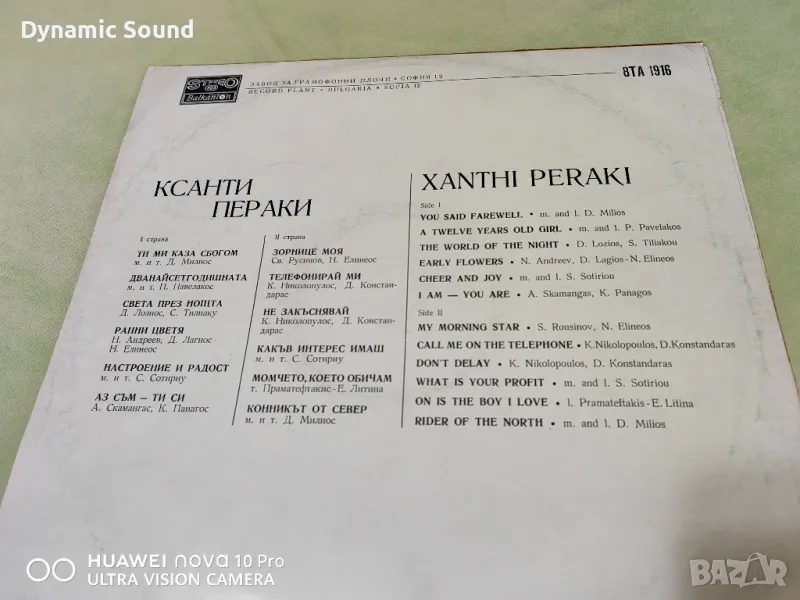 Dynamic Sound
STEREO
Balkanton
ЗАВОД ЗА ГРАМОФОННИ ПЛОЧИ • СОФИЯ 12
RECORD PLANT • BULGARIA • SOFIA 12
ВТА 1916
КСАНТИ
ПЕРАКИ
I страна
ТИ МИ КАЗА СБОГОМ
м. и т. Д. Милиос
ДВАНАЙСЕТГОДИШНАТА
м. и т. П. Павелакос
СВЕТА ПРЕЗ НОЩТА
Д. Лозиос, С. Тилиаку
РАННИ ЦВЕТЯ
Н. Андреев, Д. Лагиос
Н. Елинеос
НАСТРОЕНИЕ И РАДОСТ
м. и т. С. Сотириу
АЗ СЪМ — ТИ СИ
А. Скамангас, К. Панагос
II страна
ЗОРНИЦЕ МОЯ
Св. Русинов, Н. Елинеос
ТЕЛЕФОНИРАЙ МИ
К. Николопулос, Д. Констан-
дарас
НЕ ЗАКЪСНЯВАЙ
К. Николопулос, Д. Констан-
дарас
КАКЪВ ИНТЕРЕС ИМАШ
м. и т. С. Сотириу
МОМЧЕТО, КОЕТО ОБИЧАМ
т. Праматефтакис-Е. Литина
КОННИКЪТ ОТ СЕВЕР
м. и т. Д. Милиос
XANTHI PERAKI
Side I
YOU SAID FAREWELL • m. and l. D. Milios
A TWELVE YEARS OLD GIRL • m. and l. P. Pavelakos
THE WORLD OF THE NIGHT • D. Lozios, S. Tiliakou
EARLY FLOWERS • N. Andreev, D. Lagios-N. Elineos
CHEER AND JOY • m. and l. S. Sotiriou
I AM — YOU ARE • A. Skamangas, K. Panagos
Side II
MY MORNING STAR • S. Rousinov, N. Elineos
CALL ME ON THE TELEPHONE • K.Nikolopoulos, D.Konstandaras
DON'T DELAY • K. Nikolopoulos, D. Konstandaras
WHAT IS YOUR PROFIT • m. and l. S. Sotiriou
ON IS THE BOY I LOVE • l. Pramateftakis-E. Litina
RIDER OF THE NORTH • m. and l. D. Milios
HUAWEI nova 10 Pro
ULTRA VISION CAMERA
BAZAR